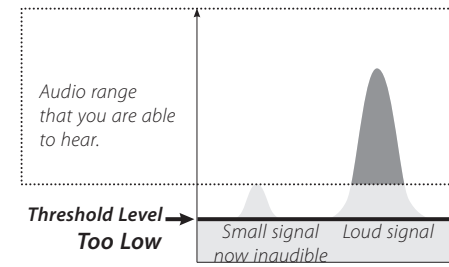 Audio range
that you are able
to hear.
Threshold Level
Too Low
Small signal
now inaudible
Loud signal